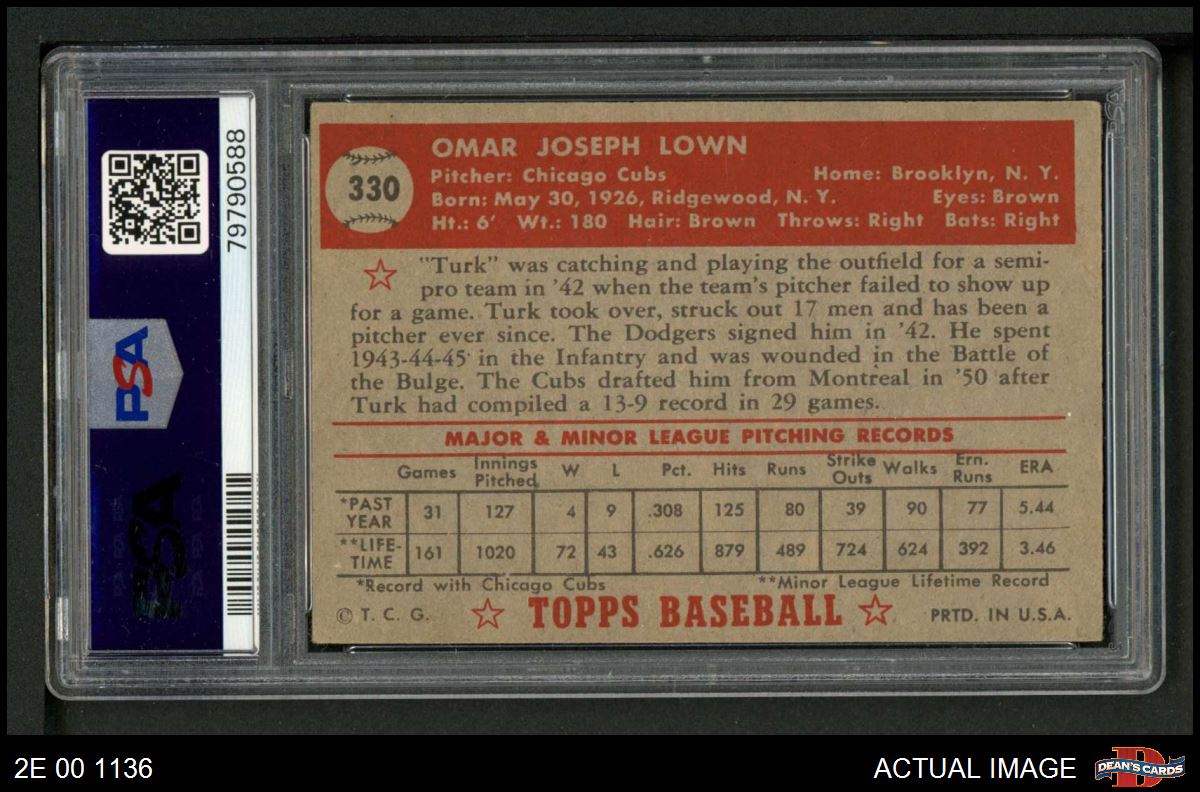 79790588
PSA
PSA
330
OMAR JOSEPH LOWN
Pitcher: Chicago Cubs Home: Brooklyn, N. Y.
Born: May 30, 1926, Ridgewood, N. Y. Eyes: Brown
Ht.: 6' Wt.: 180 Hair: Brown Throws: Right Bats: Right
"Turk" was catching and playing the outfield for a semi-
pro team in '42 when the team's pitcher failed to show up
for a game. Turk took over, struck out 17 men and has been a
pitcher ever since. The Dodgers signed him in '42. He spent
1943-44-45 in the Infantry and was wounded in the Battle of
the Bulge. The Cubs drafted him from Montreal in '50 after
Turk had compiled a 13-9 record in 29 games.
MAJOR & MINOR LEAGUE PITCHING RECORDS
Games Innings Pitched W L Pct. Hits Runs Strike Outs Walks Ern. Runs ERA
*PAST YEAR 31 127 4 9 .308 125 80 39 90 77 5.44
**LIFE-TIME 161 1020 72 43 .626 879 489 724 624 392 3.46
*Record with Chicago Cubs **Minor League Lifetime Record
© T. C. G. TOPPS BASEBALL PRTD. IN U.S.A.
2E 00 1136 ACTUAL IMAGE DEAN'S CARDS